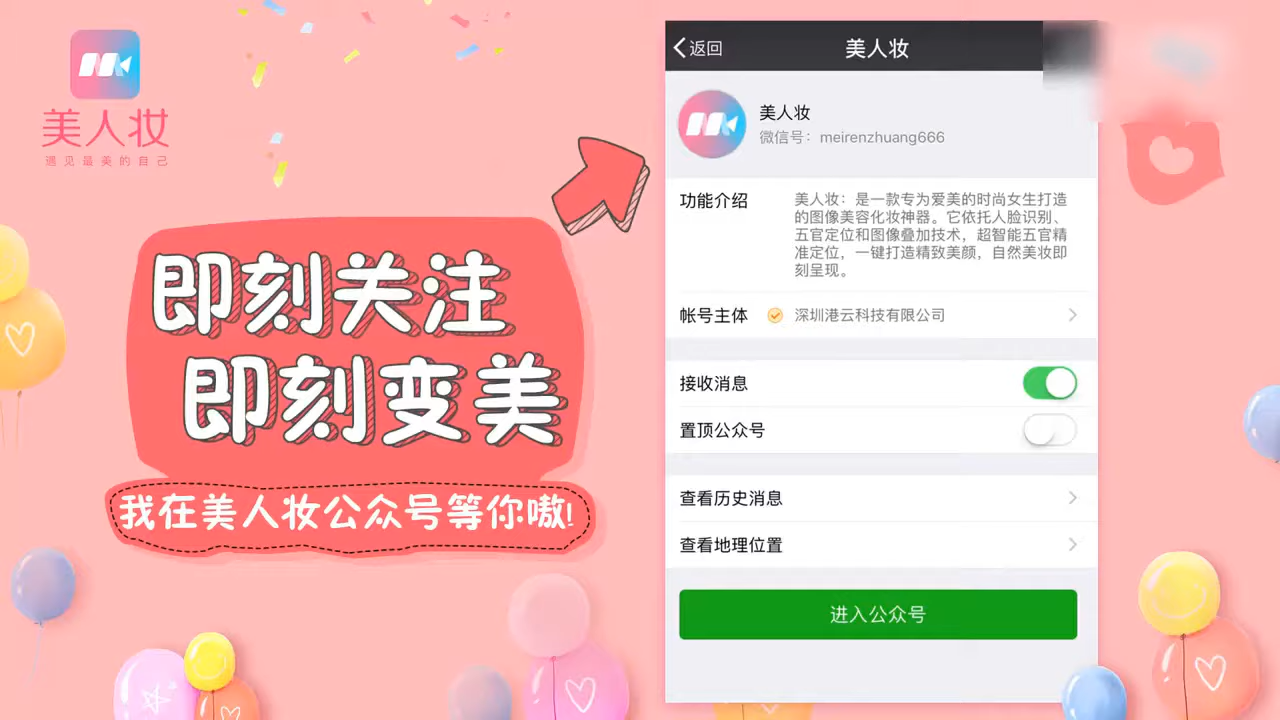 美人妆
遇见最美的自己
即刻关注
即刻变美
我在美人妆公众号等你嗷!
返回
美人妆
美人妆
微信号：meirenzhuang666
功能介绍
美人妆：是一款专为爱美的时尚女生打造
的图像美容化妆神器。它依托人脸识别、
五官定位和图像叠加技术，超智能五官精
准定位，一键打造精致美颜，自然美妆即
刻呈现。
帐号主体
深圳港云科技有限公司
接收消息
置顶公众号
查看历史消息
查看地理位置
进入公众号